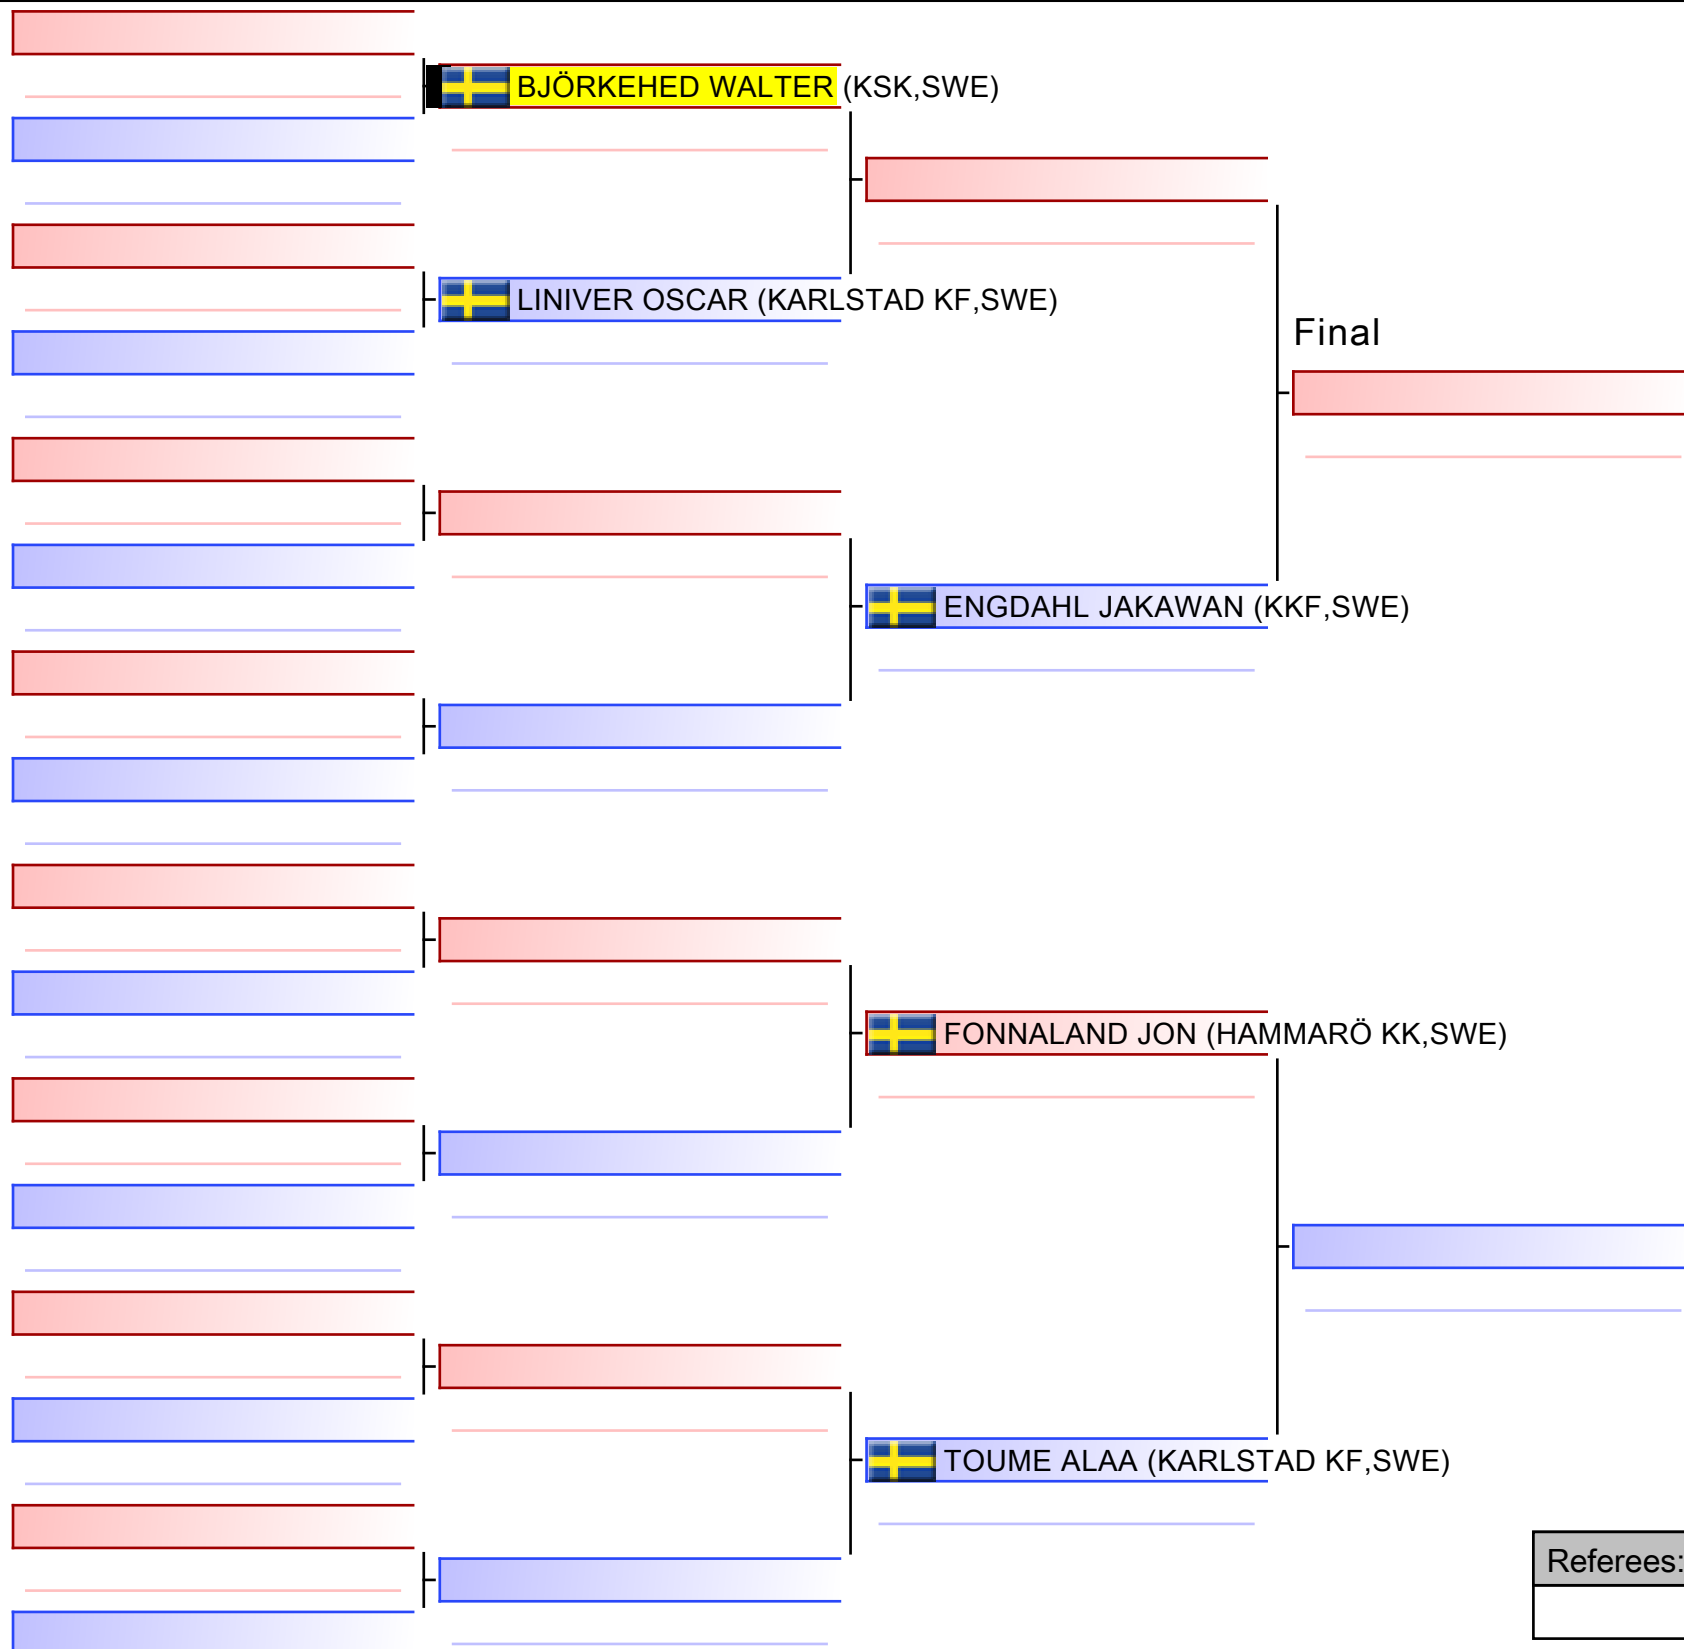 BJÖRKEHED WALTER (KSK,SWE)
LINIVER OSCAR (KARLSTAD KF,SWE)
Final
ENGDAHL JAKAWAN (KKF,SWE)
FONNALAND JON (HAMMARÖ KK,SWE)
TOUME ALAA (KARLSTAD KF,SWE)
Referees: